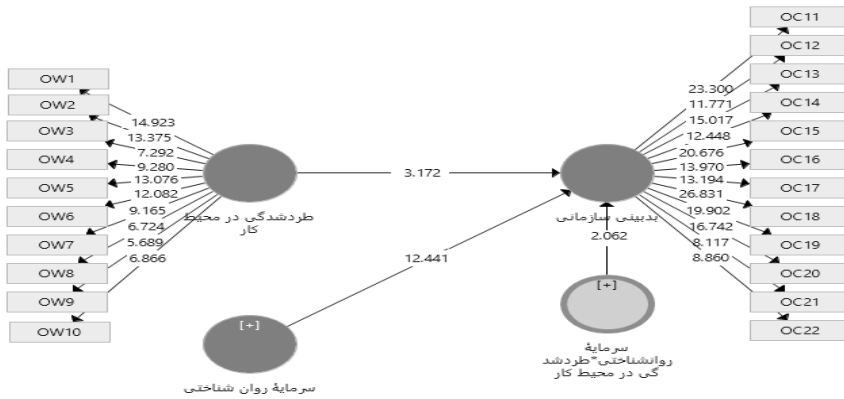 OW1
OW2
OW3
OW4
OW5
OW6
OW7
OW8
OW9
OW10
14.923
13.375
7.292
9.280
13.076
12.082
9.165
6.724
5.689
6.866
طردشدگی در محیط
کار
3.172
[+]
سرمایۀ روان شناختی
12.441
بدبینی سازمانی
2.062
[+]
سرمایۀ
روانشناختی*طردشد
گی در محیط کار
23.300
11.771
15.017
12.448
20.676
13.970
13.194
26.831
19.902
16.742
8.117
8.860
OC11
OC12
OC13
OC14
OC15
OC16
OC17
OC18
OC19
OC20
OC21
OC22